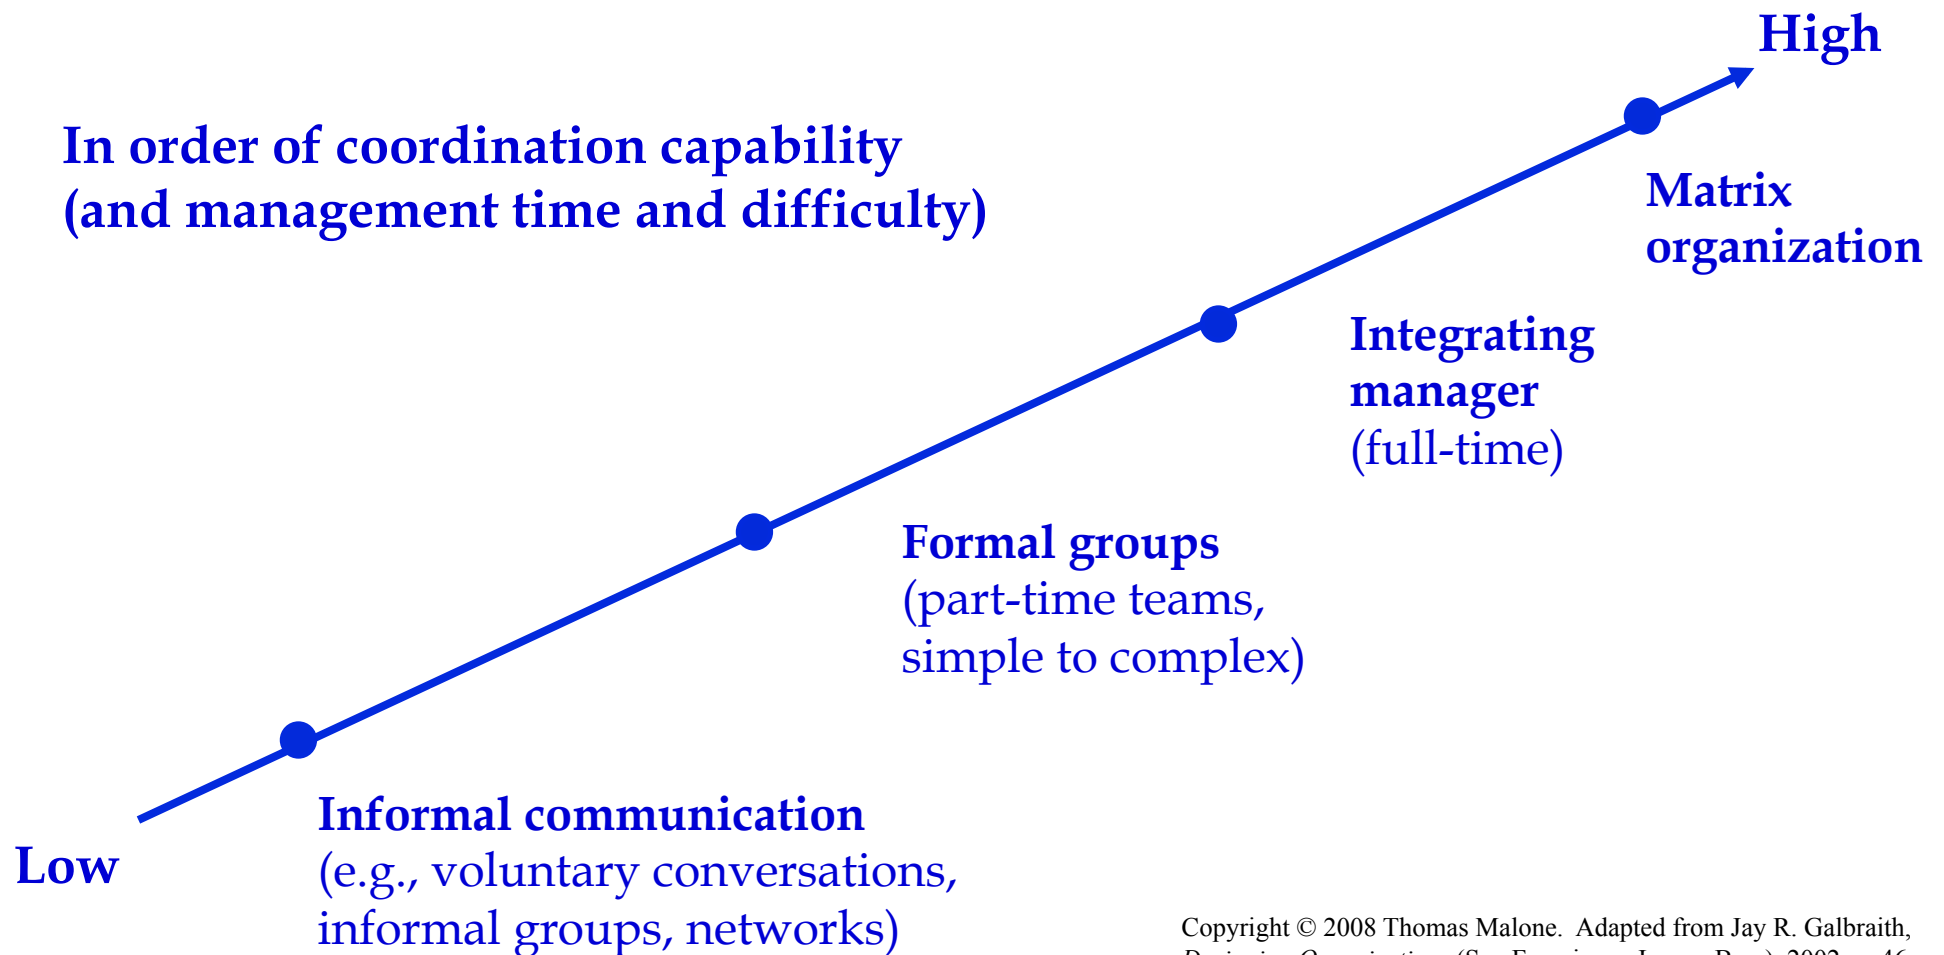 High
In order of coordination capability
(and management time and difficulty)
Matrix
organization
Integrating
manager
(full-time)
Formal groups
(part-time teams,
simple to complex)
Informal communication
(e.g., voluntary conversations,
informal groups, networks)
Low
Copyright © 2008 Thomas Malone. Adapted from Jay R. Galbraith,